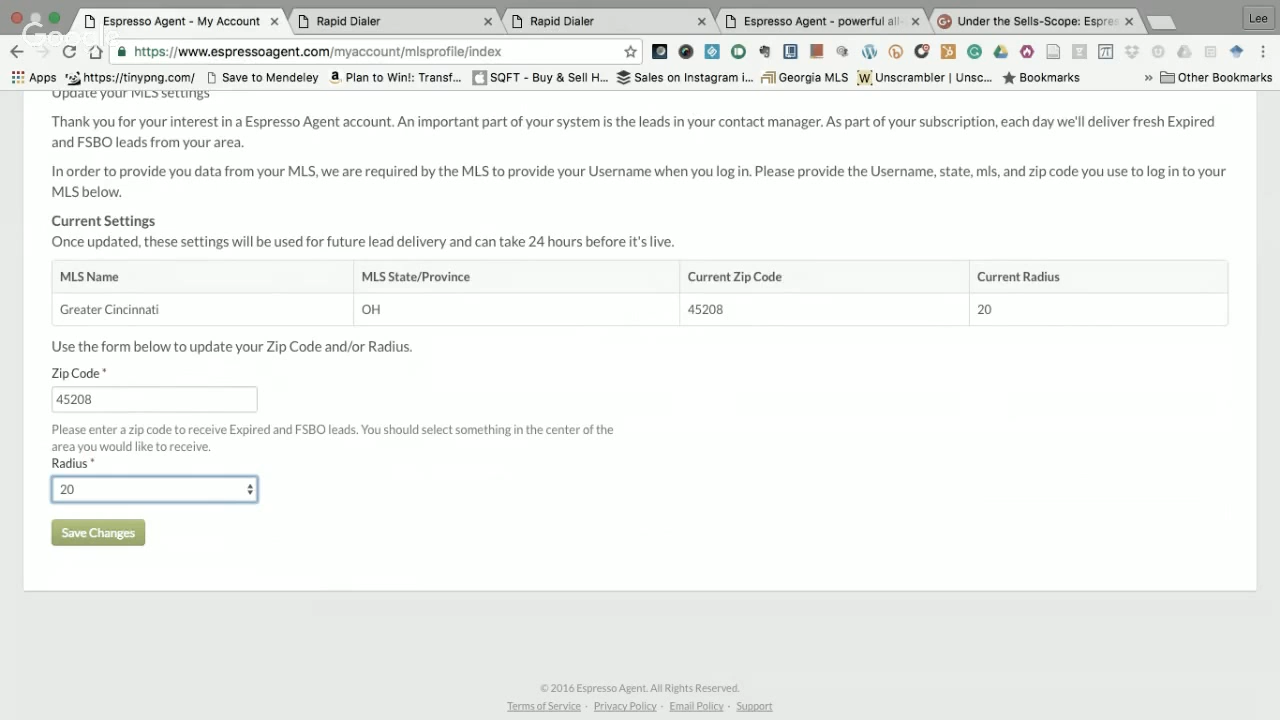 Espresso Agent - My Account
Rapid Dialer
Rapid Dialer
Espresso Agent - powerful all-
Under the Sells-Scope: Espres
Lee
Google
https://www.espressoagent.com/myaccount/mlsprofile/index
Apps
https://tinypng.com/
Save to Mendeley
Plan to Win!: Transf...
SQFT - Buy & Sell H...
Sales on Instagram i...
Georgia MLS
Unscrambler | Unsc...
Bookmarks
» Other Bookmarks
Update your MLS settings
Thank you for your interest in a Espresso Agent account. An important part of your system is the leads in your contact manager. As part of your subscription, each day we'll deliver fresh Expired
and FSBO leads from your area.
In order to provide you data from your MLS, we are required by the MLS to provide your Username when you log in. Please provide the Username, state, mls, and zip code you use to log in to your
MLS below.
Current Settings
Once updated, these settings will be used for future lead delivery and can take 24 hours before it's live.
MLS Name MLS State/Province Current Zip Code Current Radius
Greater Cincinnati OH 45208 20
Use the form below to update your Zip Code and/or Radius.
Zip Code *
45208
Please enter a zip code to receive Expired and FSBO leads. You should select something in the center of the
area you would like to receive.
Radius *
20
Save Changes
© 2016 Espresso Agent. All Rights Reserved.
Terms of Service · Privacy Policy · Email Policy · Support